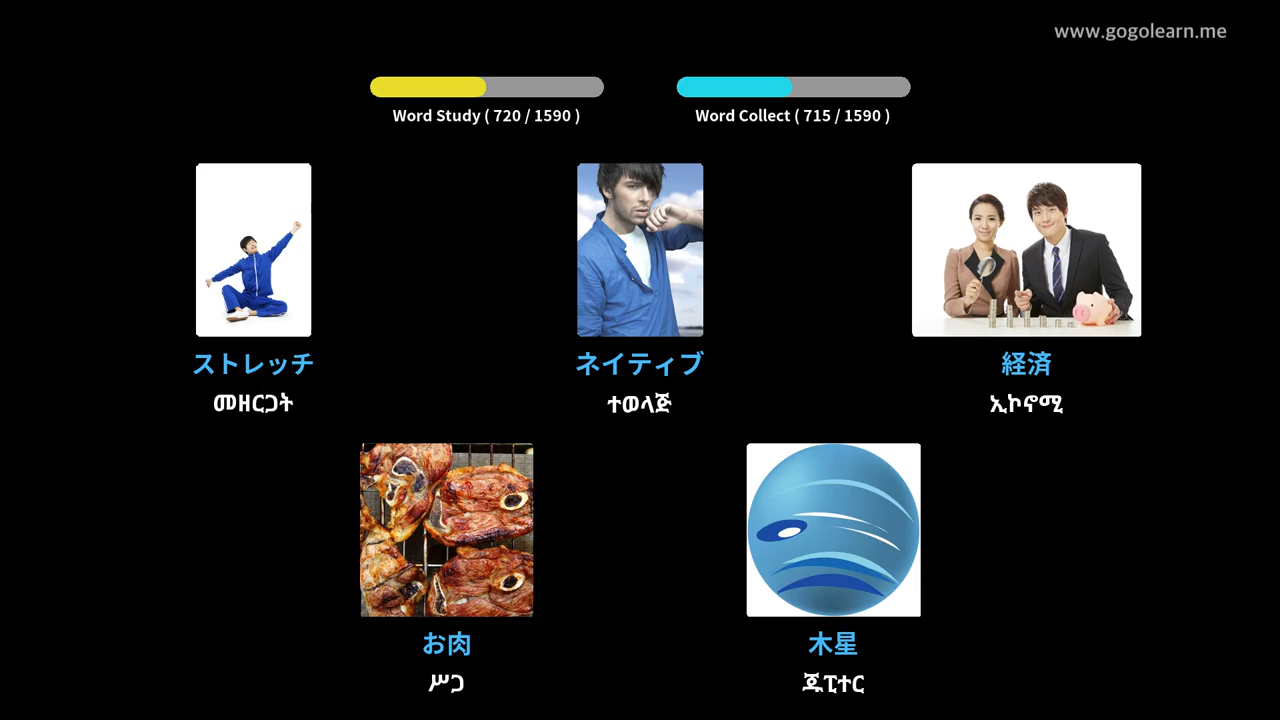 www.gogolearn.me
Word Study ( 720 / 1590 )
Word Collect ( 715 / 1590 )
ストレッチ
መዘርጋት
ネイティブ
ተወላጅ
経済
ኢኮኖሚ
お肉
ሥጋ
木星
ጁፒተር